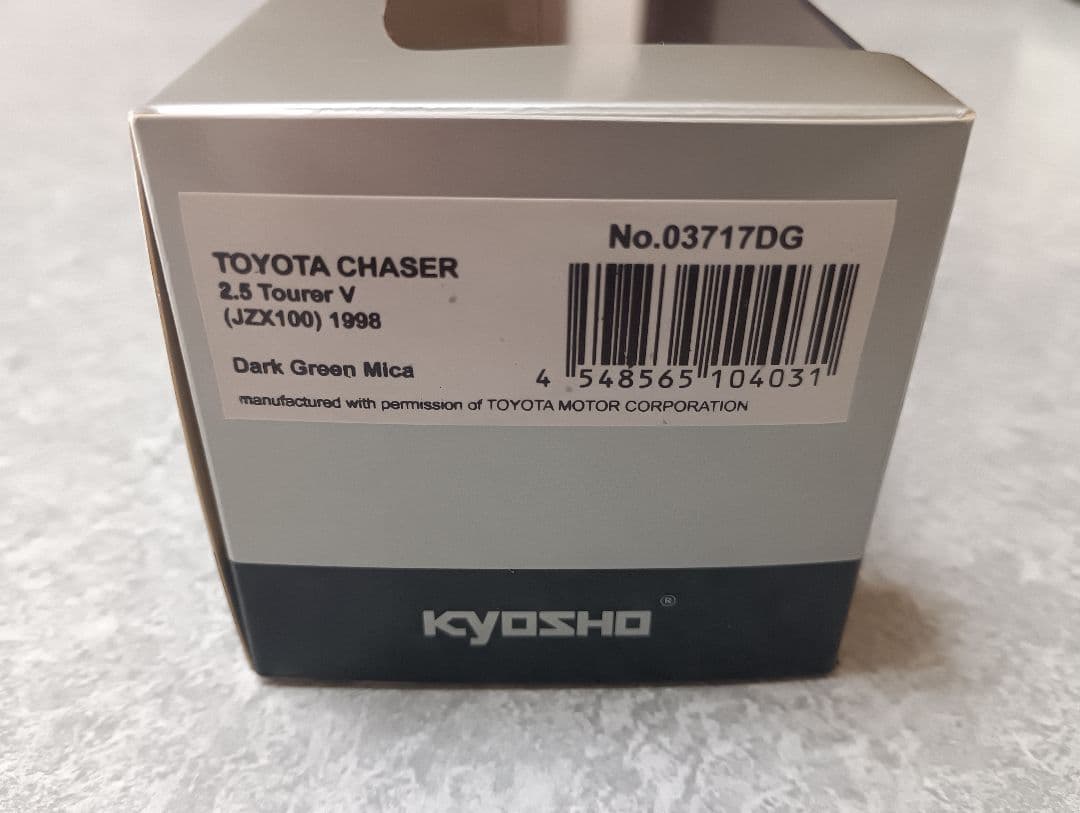 No.03717DG
TOYOTA CHASER
2.5 Tourer V
(JZX100) 1998
Dark Green Mica
4 548565 104031
manufactured with permission of TOYOTA MOTOR CORPORATION
KYOSHO ®